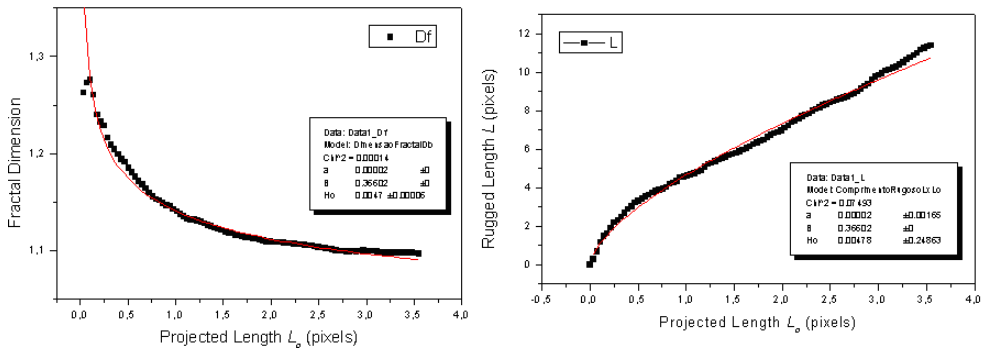 Df
1,3
1,2
1,1
Fractal Dimension
Data: Data1_Df
Model: DimensaoFractalDb
Chi^2 = 0.00014
a 0.00002 ±0
B 0.36602 ±0
Ho 0.0047 ±0.00006
0,0 0,5 1,0 1,5 2,0 2,5 3,0 3,5 4,0
Projected Length Lo (pixels)
L
12
10
8
6
4
2
0
Rugged Length L (pixels)
Data: Data1_L
Model: ComprimentoRugosoLxLo
Chi^2 = 0.07493
a 0.00002 ±0.00165
B 0.36602 ±0
Ho 0.00478 ±0.24863
-0,5 0,0 0,5 1,0 1,5 2,0 2,5 3,0 3,5 4,0
Projected Length Lo (pixels)